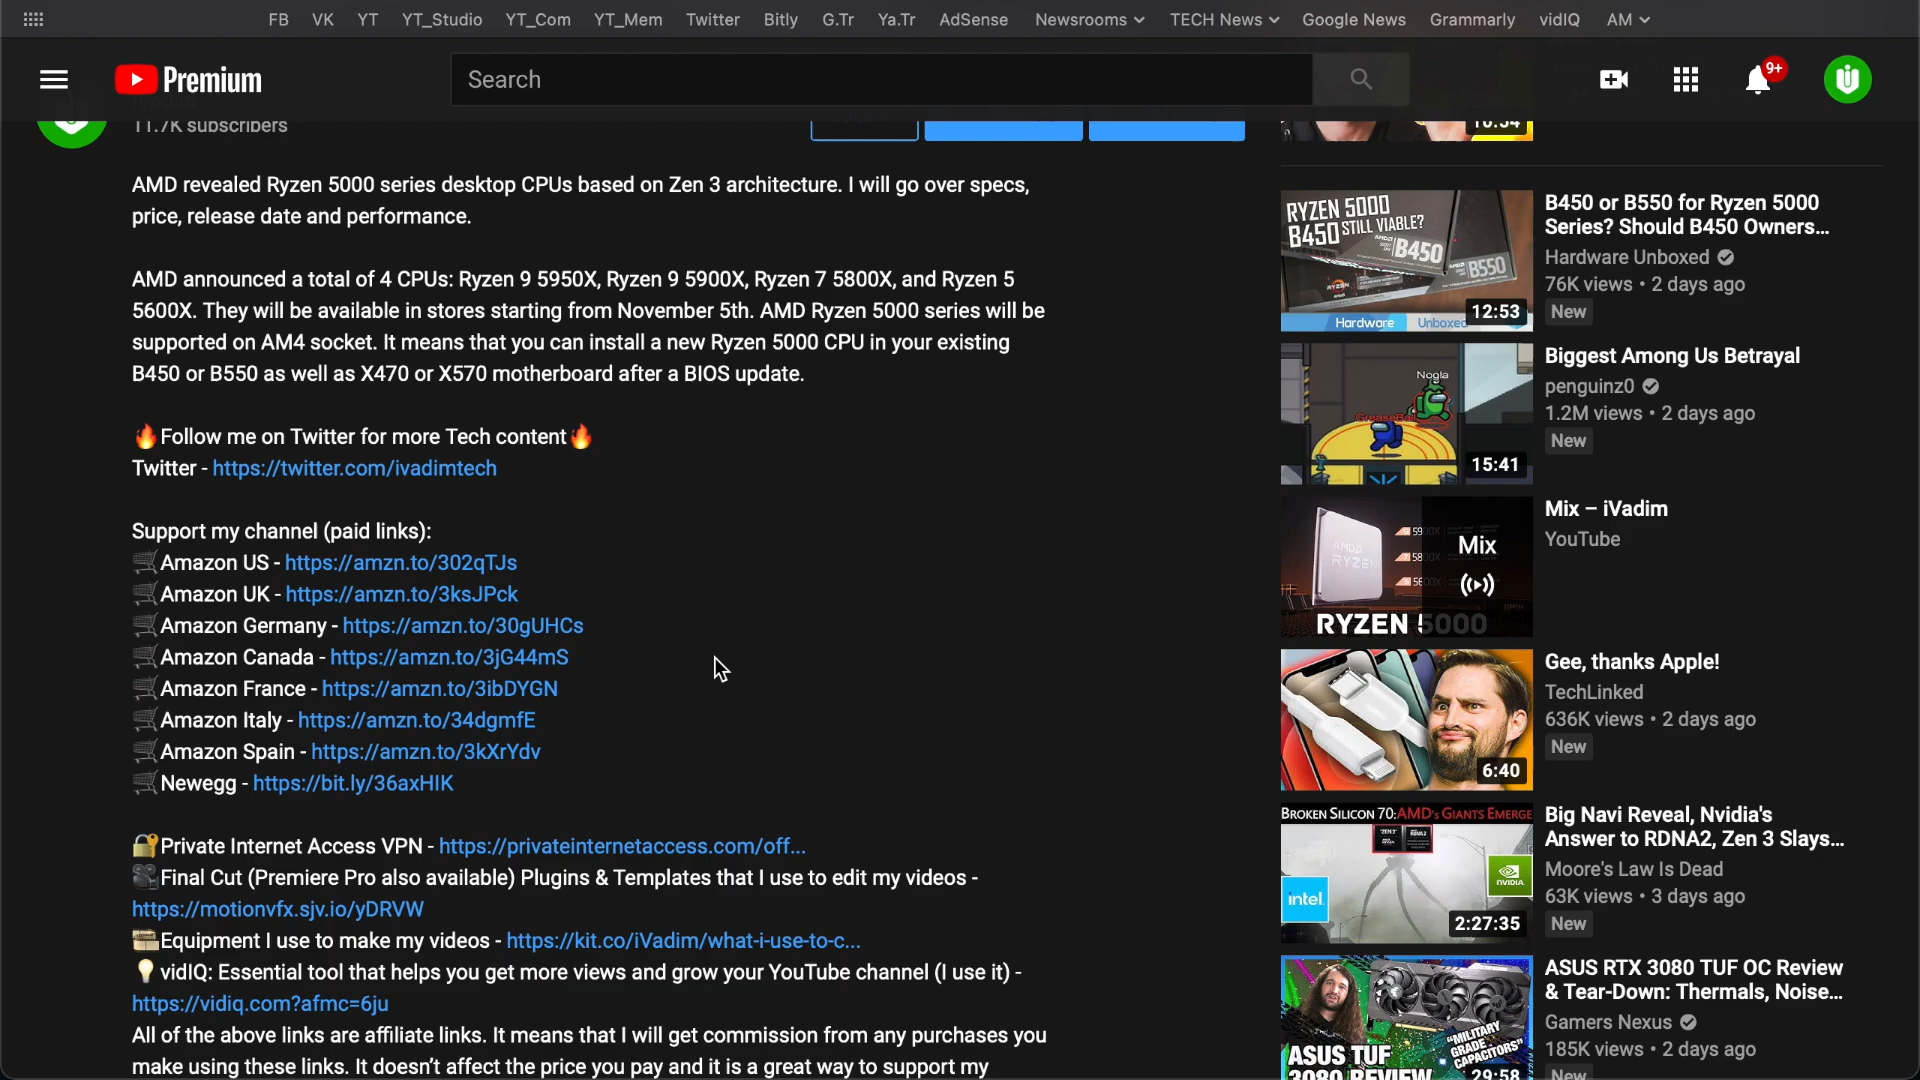 FB VK YT YT_Studio YT_Com YT_Mem Twitter Bitly G.Tr Ya.Tr AdSense Newsrooms TECH News Google News Grammarly vidIQ AM
Premium
Search
9+
11.7K subscribers
AMD revealed Ryzen 5000 series desktop CPUs based on Zen 3 architecture. I will go over specs,
price, release date and performance.
AMD announced a total of 4 CPUs: Ryzen 9 5950X, Ryzen 9 5900X, Ryzen 7 5800X, and Ryzen 5
5600X. They will be available in stores starting from November 5th. AMD Ryzen 5000 series will be
supported on AM4 socket. It means that you can install a new Ryzen 5000 CPU in your existing
B450 or B550 as well as X470 or X570 motherboard after a BIOS update.
🔥Follow me on Twitter for more Tech content🔥
Twitter - https://twitter.com/ivadimtech
Support my channel (paid links):
🛒Amazon US - https://amzn.to/302qTJs
🛒Amazon UK - https://amzn.to/3ksJPck
🛒Amazon Germany - https://amzn.to/30gUHCs
🛒Amazon Canada - https://amzn.to/3jG44mS
🛒Amazon France - https://amzn.to/3ibDYGN
🛒Amazon Italy - https://amzn.to/34dgmfE
🛒Amazon Spain - https://amzn.to/3kXrYdv
🛒Newegg - https://bit.ly/36axHIK
🔐Private Internet Access VPN - https://privateinternetaccess.com/off...
🎥Final Cut (Premiere Pro also available) Plugins & Templates that I use to edit my videos -
https://motionvfx.sjv.io/yDRVW
Equipment I use to make my videos - https://kit.co/iVadim/what-i-use-to-c...
💡vidIQ: Essential tool that helps you get more views and grow your YouTube channel (I use it) -
https://vidiq.com?afmc=6ju
All of the above links are affiliate links. It means that I will get commission from any purchases you
make using these links. It doesn't affect the price you pay and it is a great way to support my
10:34
RYZEN 5000
B450 STILL VIABLE?
B450
B550
RYZEN
Hardware Unboxed
12:53
B450 or B550 for Ryzen 5000
Series? Should B450 Owners...
Hardware Unboxed
76K views • 2 days ago
New
Nogla
GreaseBall
15:41
Biggest Among Us Betrayal
penguinz0
1.2M views • 2 days ago
New
AMD
RYZEN
Mix
RYZEN 5000
Mix – iVadim
YouTube
6:40
Gee, thanks Apple!
TechLinked
636K views • 2 days ago
New
BROKEN SILICON 70: AMD's GIANTS EMERGE
intel
NVIDIA
2:27:35
Big Navi Reveal, Nvidia's
Answer to RDNA2, Zen 3 Slays...
Moore's Law Is Dead
63K views • 3 days ago
New
"MILITARY
GRADE
CAPACITORS"
ASUS TUF
3080 REVIEW
29:58
ASUS RTX 3080 TUF OC Review
& Tear-Down: Thermals, Noise...
Gamers Nexus
185K views • 2 days ago
New